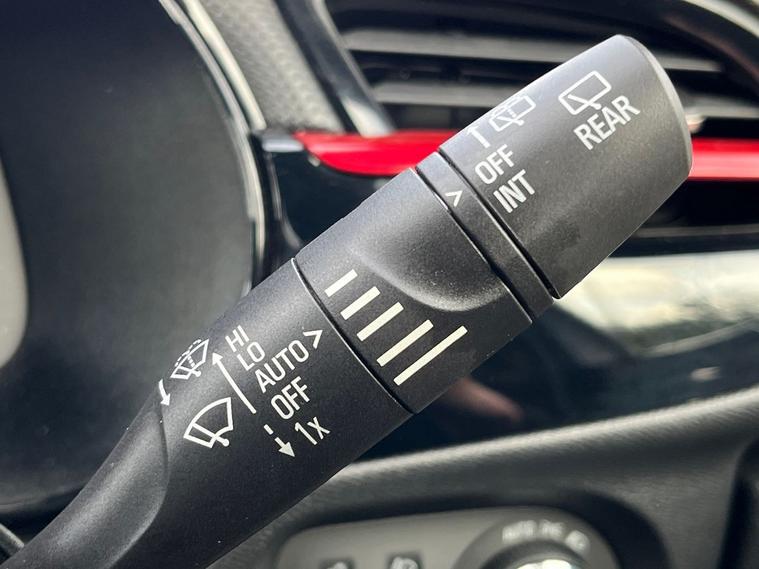 OFF
INT
REAR
HI
LO
AUTO >
OFF
1x